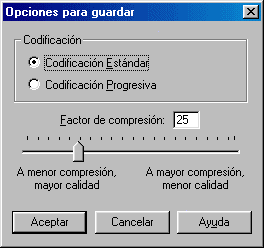 Opciones para guardar
Codificación
Codificación Estándar
Codificación Progresiva
Factor de compresión: 25
A menor compresión, mayor calidad
A mayor compresión, menor calidad
Aceptar Cancelar Ayuda